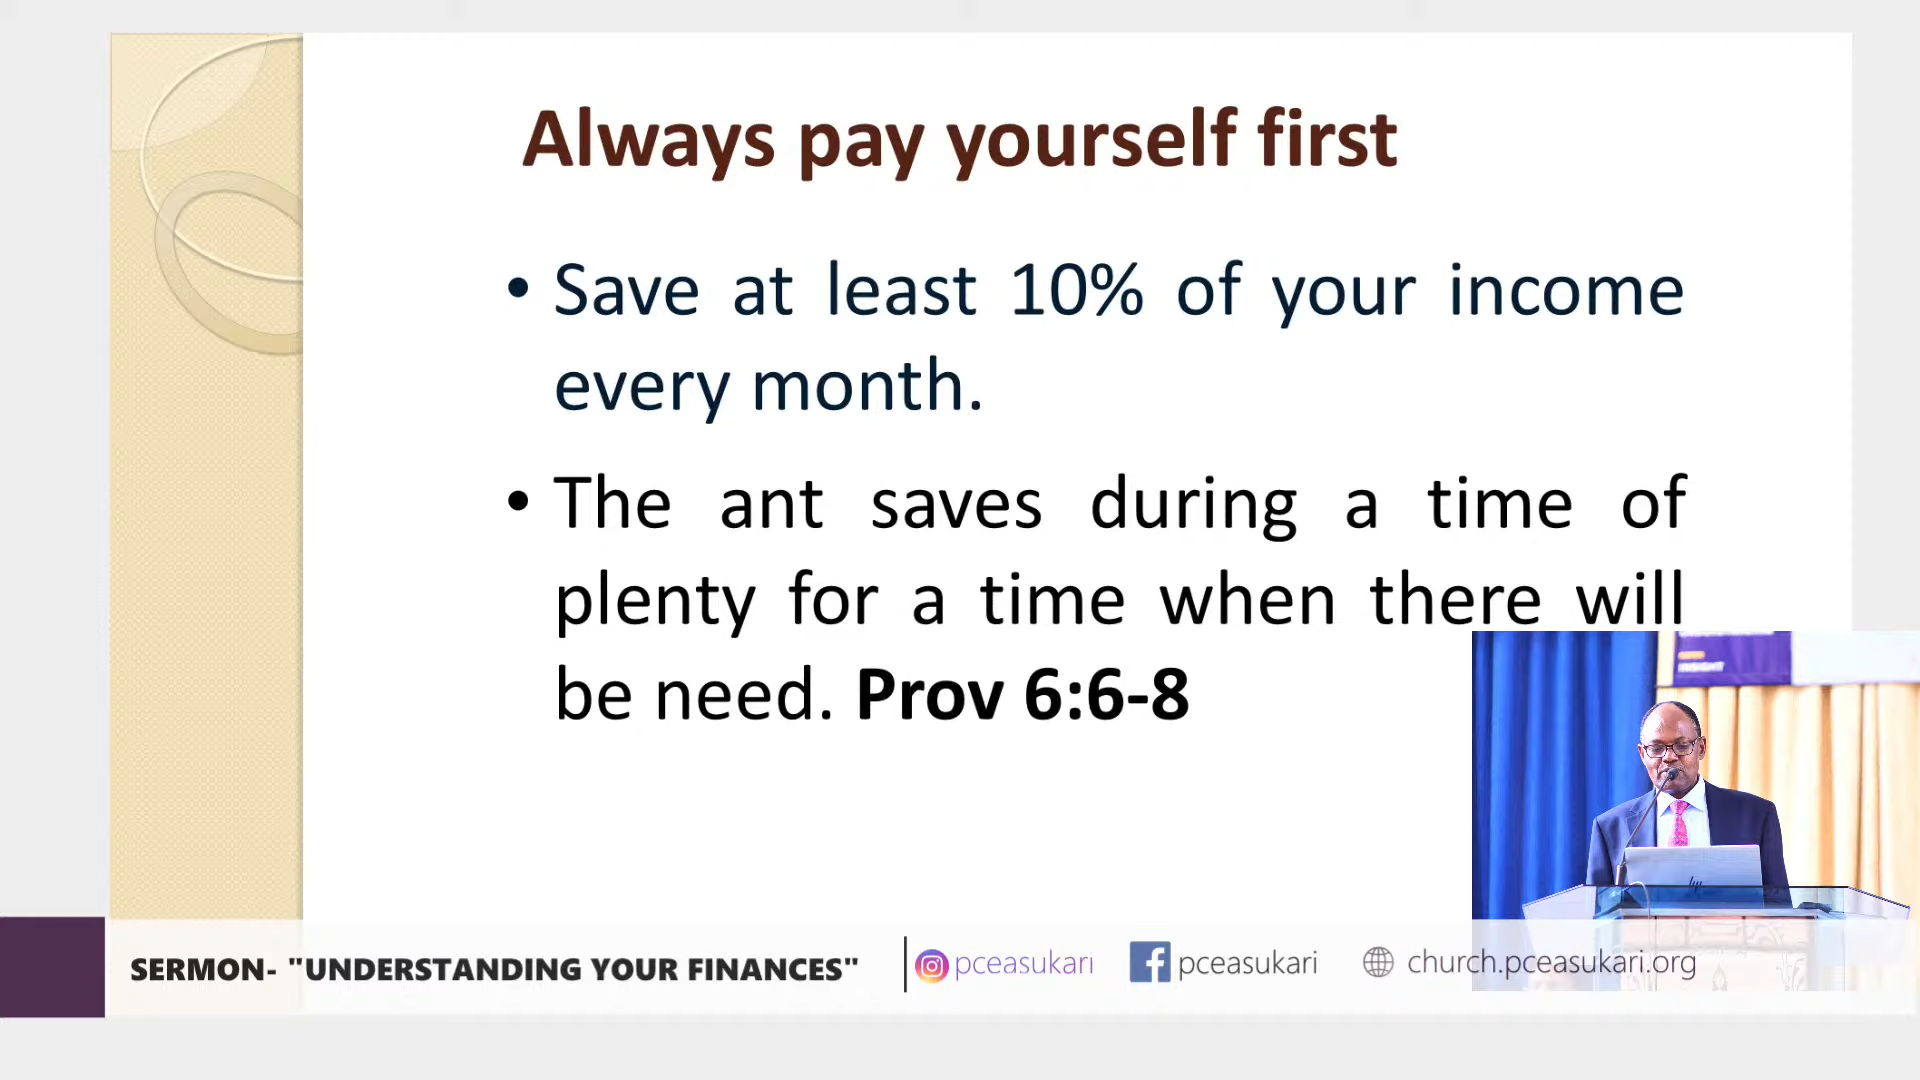 Always pay yourself first
• Save at least 10% of your income
every month.
• The ant saves during a time of
plenty for a time when there will
be need. Prov 6:6-8
INSIGHT
hp
SERMON- "UNDERSTANDING YOUR FINANCES"
pceasukari
pceasukari
church.pceasukari.org